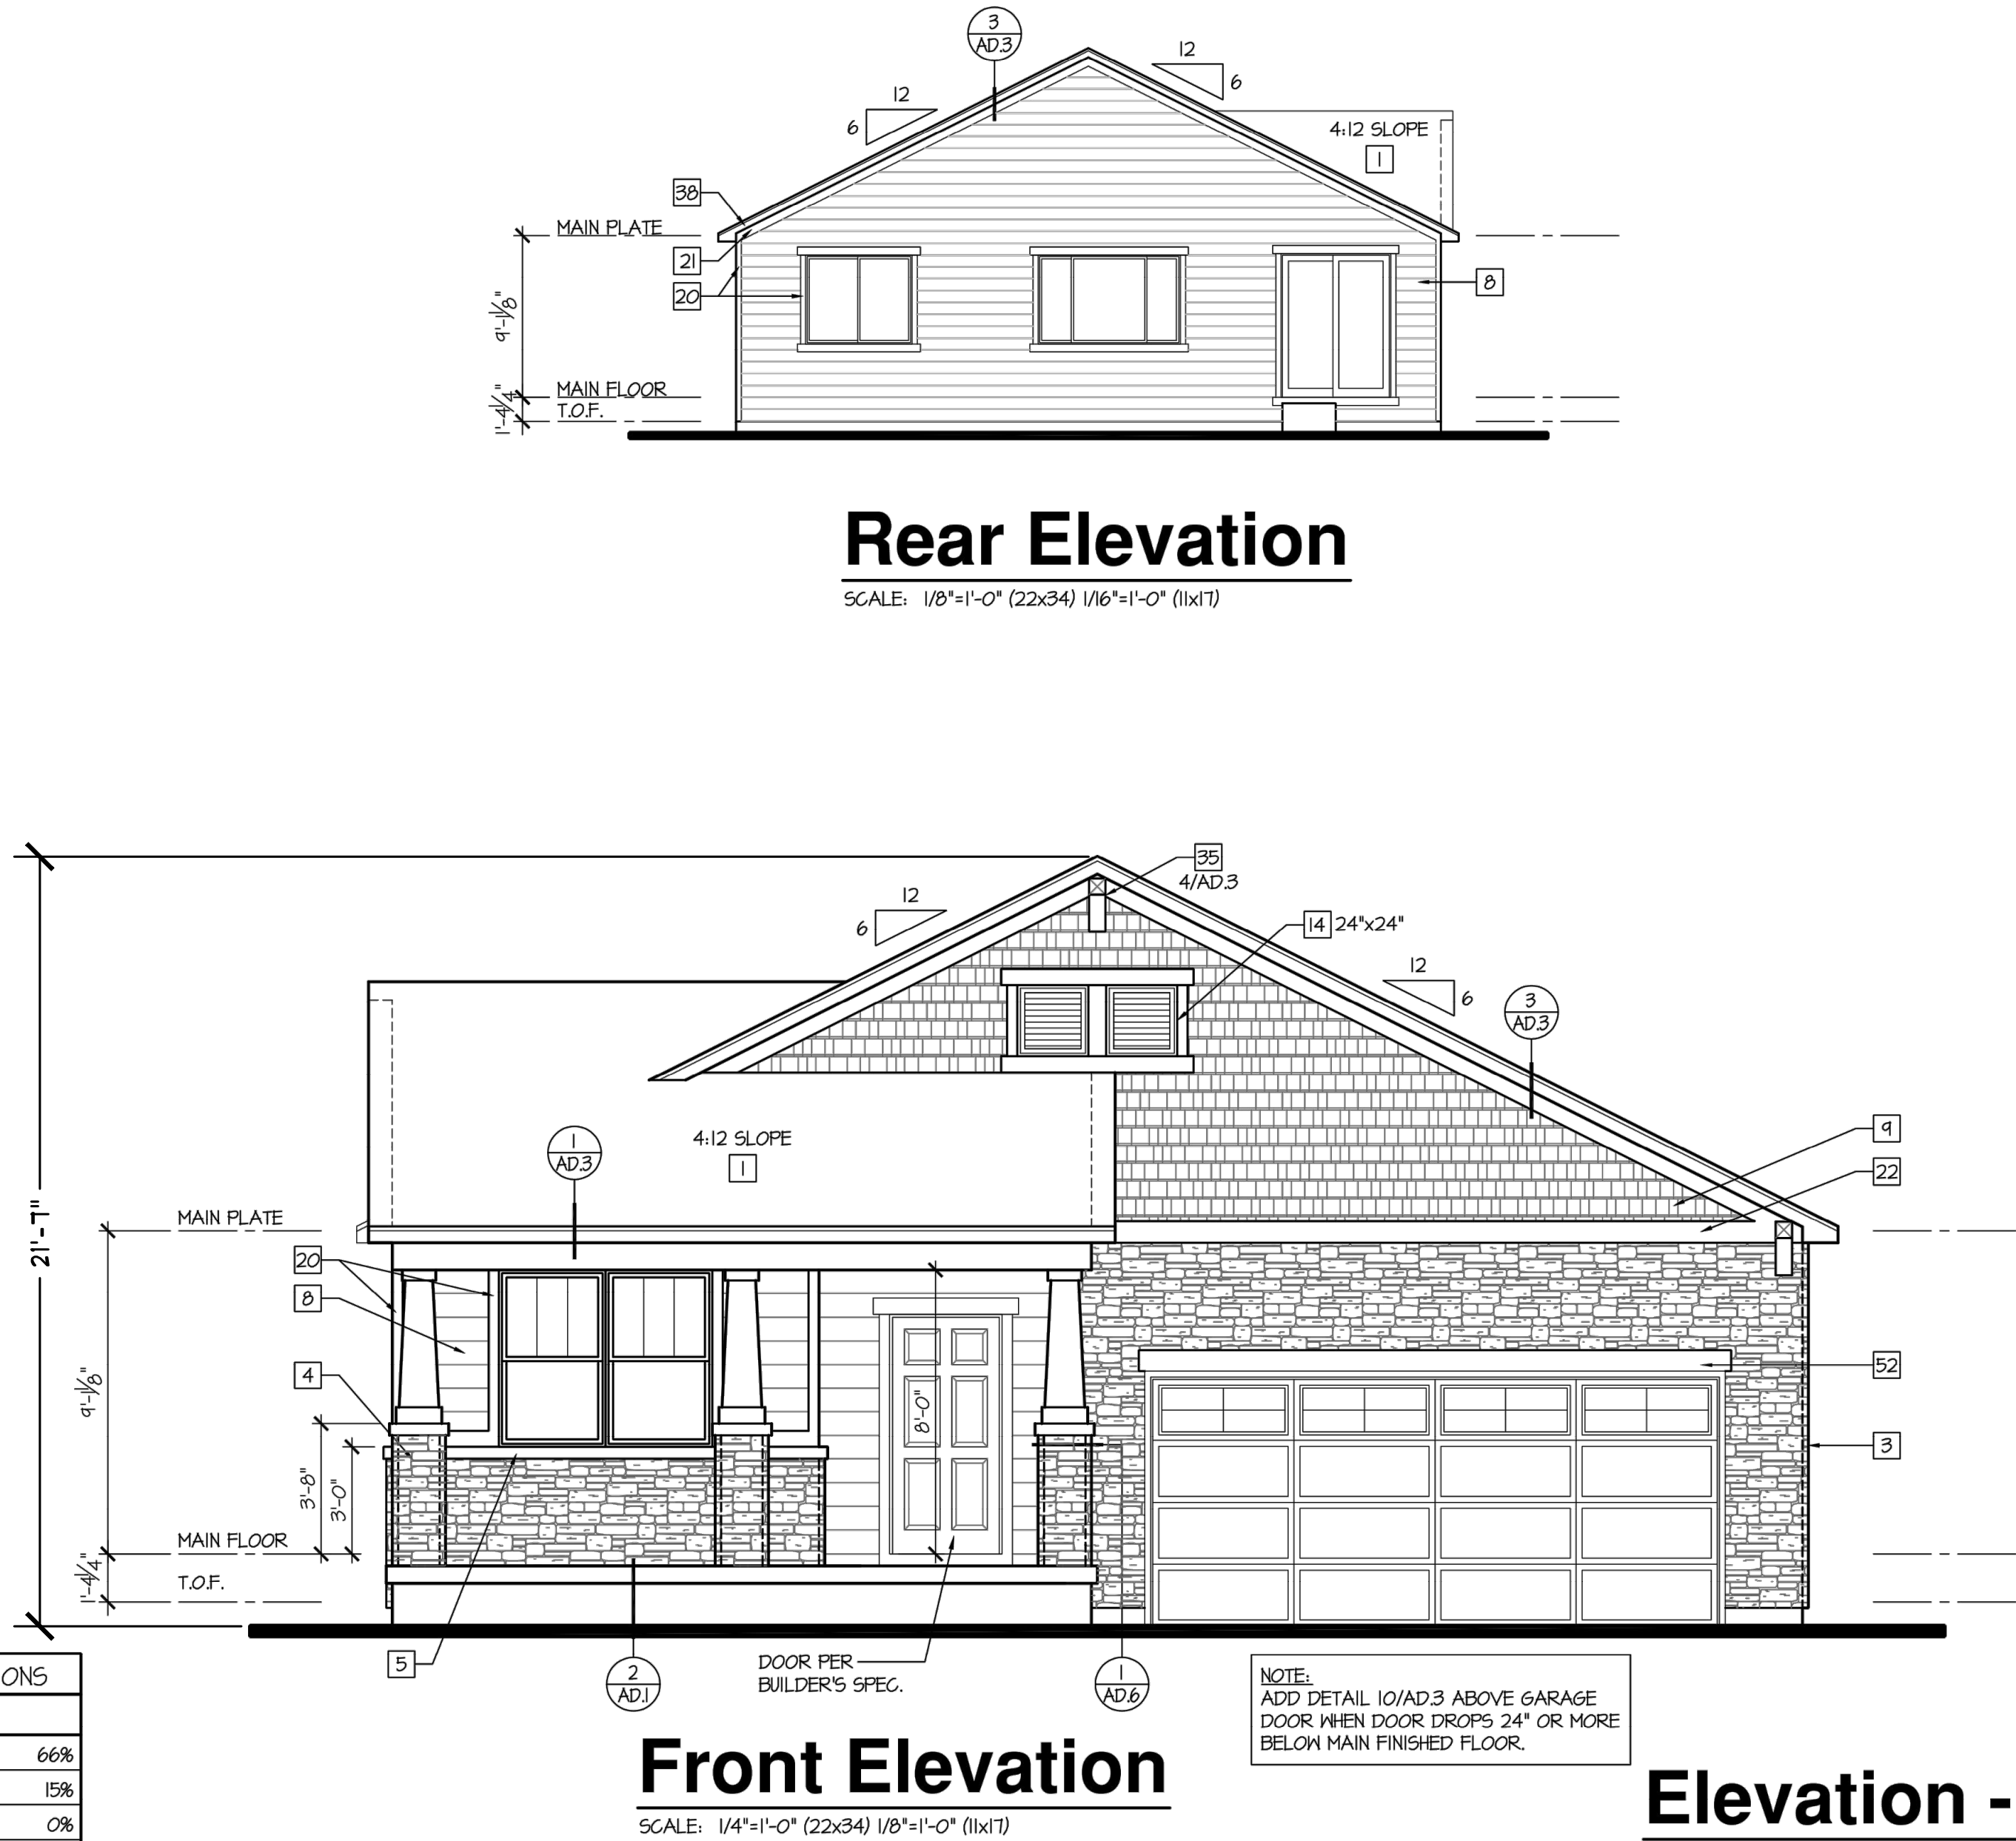 3
AD.3
12
6
12
6
4:12 SLOPE
1
38
MAIN PLATE
21
20
8
9'-1 1/8"
MAIN FLOOR
1'-4 1/4"
T.O.F.
Rear Elevation
SCALE: 1/8"=1'-0" (22x34) 1/16"=1'-0" (11x17)
35
4/AD.3
12
6
14 24"x24"
12
6
3
AD.3
9
1
AD.3
4:12 SLOPE
1
22
21'-7"
MAIN PLATE
20
8
52
4
9'-1 1/8"
8'-0"
3
3'-8"
3'-0"
MAIN FLOOR
1'-4 1/4"
T.O.F.
5
2
AD.1
DOOR PER
BUILDER'S SPEC.
1
AD.6
NOTE:
ADD DETAIL 10/AD.3 ABOVE GARAGE
DOOR WHEN DOOR DROPS 24" OR MORE
BELOW MAIN FINISHED FLOOR.
ONS
66%
15%
0%
Front Elevation
SCALE: 1/4"=1'-0" (22x34) 1/8"=1'-0" (11x17)
Elevation -